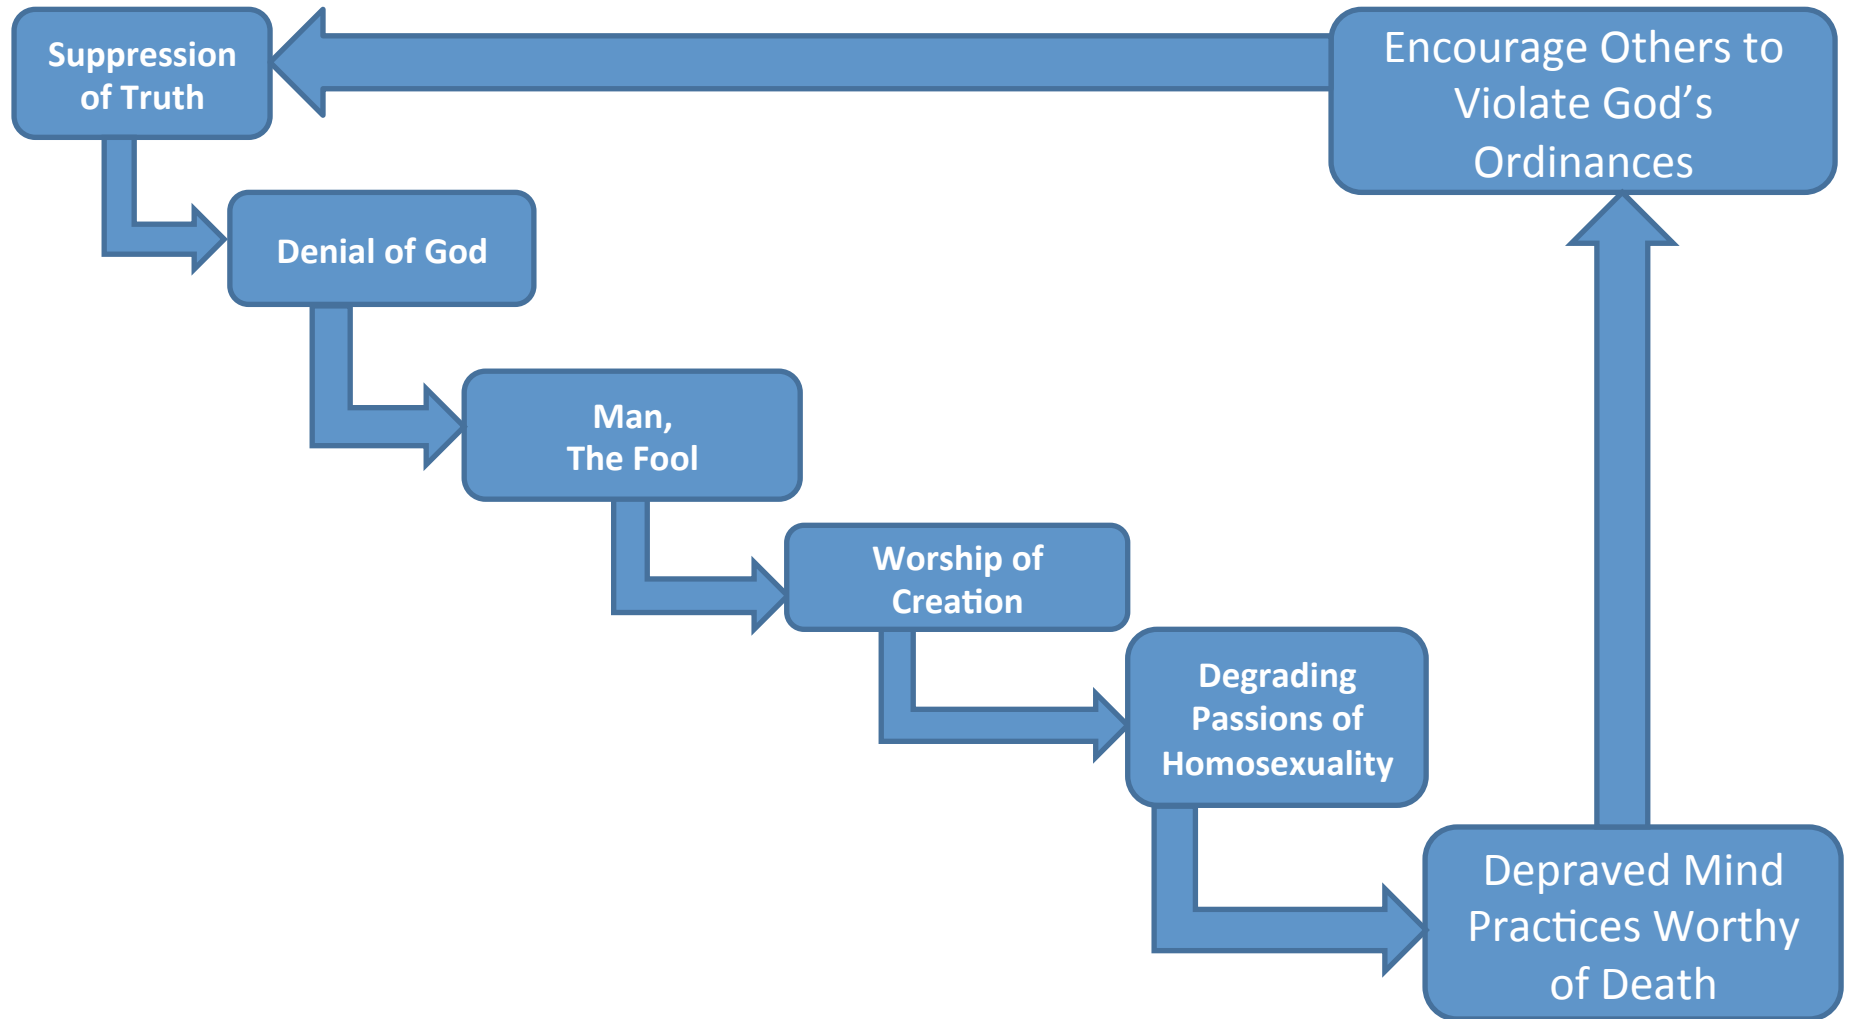 Suppression
of Truth
Denial of God
Man,
The Fool
Worship of
Creation
Degrading
Passions of
Homosexuality
Depraved Mind
Practices Worthy
of Death
Encourage Others to
Violate God’s
Ordinances